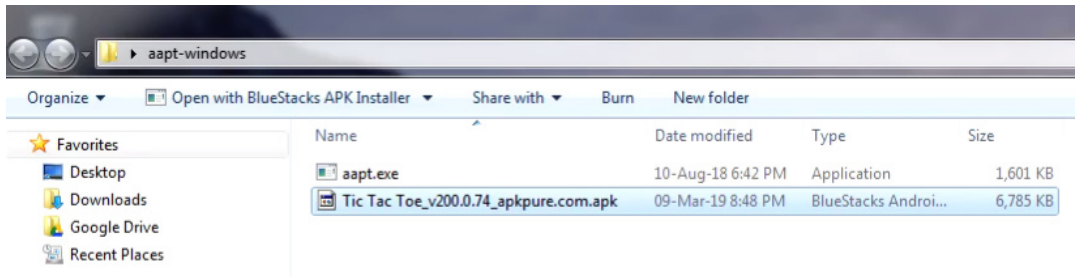 aapt-windows
Organize Open with BlueStacks APK Installer Share with Burn New folder
Favorites
Desktop
Downloads
Google Drive
Recent Places
Name Date modified Type Size
aapt.exe 10-Aug-18 6:42 PM Application 1,601 KB
Tic Tac Toe_v200.0.74_apkpure.com.apk 09-Mar-19 8:48 PM BlueStacks Androi... 6,785 KB